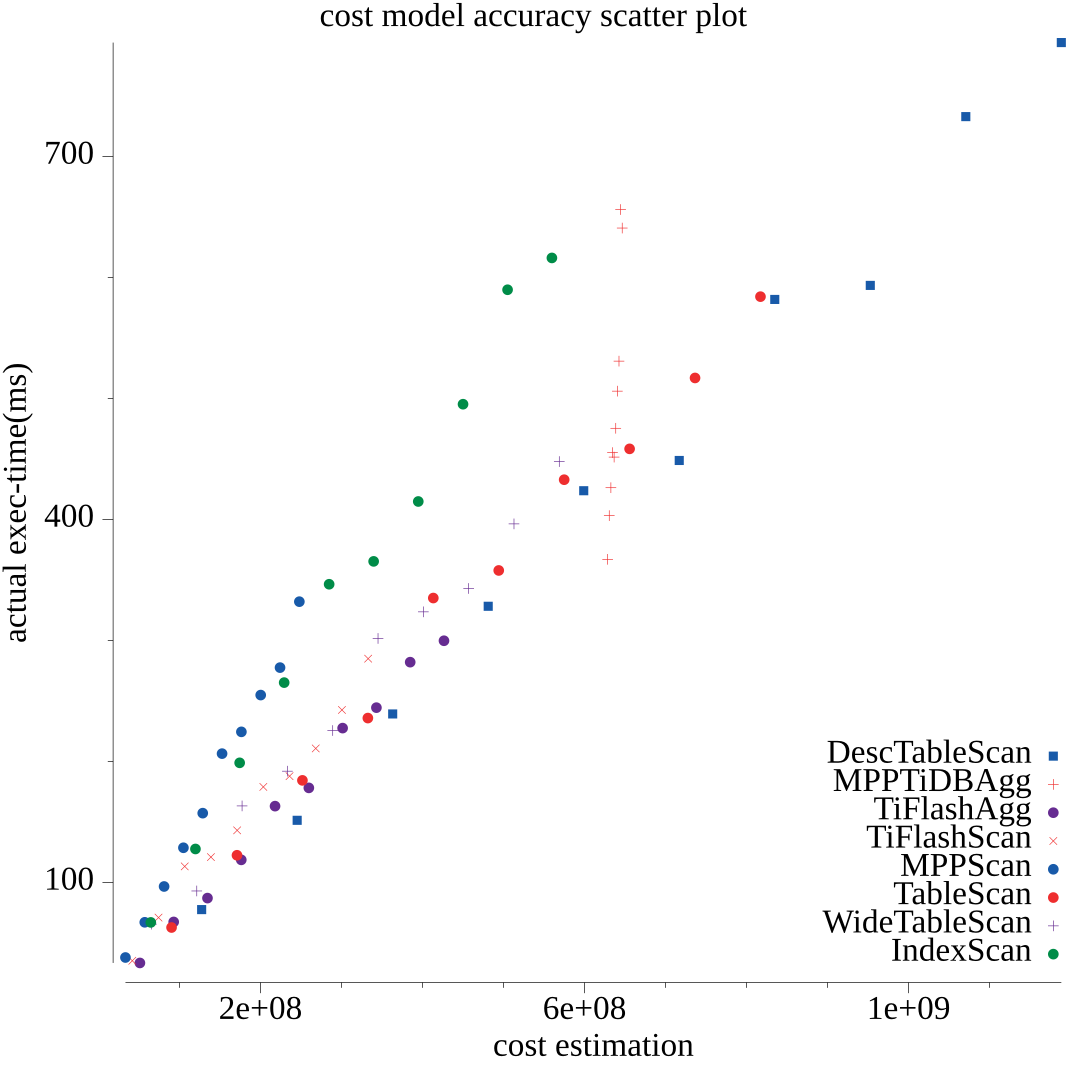 cost model accuracy scatter plot
700
400
100
actual exec-time(ms)
DescTableScan
MPPTiDBAgg
TiFlashAgg
TiFlashScan
MPPScan
TableScan
WideTableScan
IndexScan
2e+08 6e+08 1e+09
cost estimation